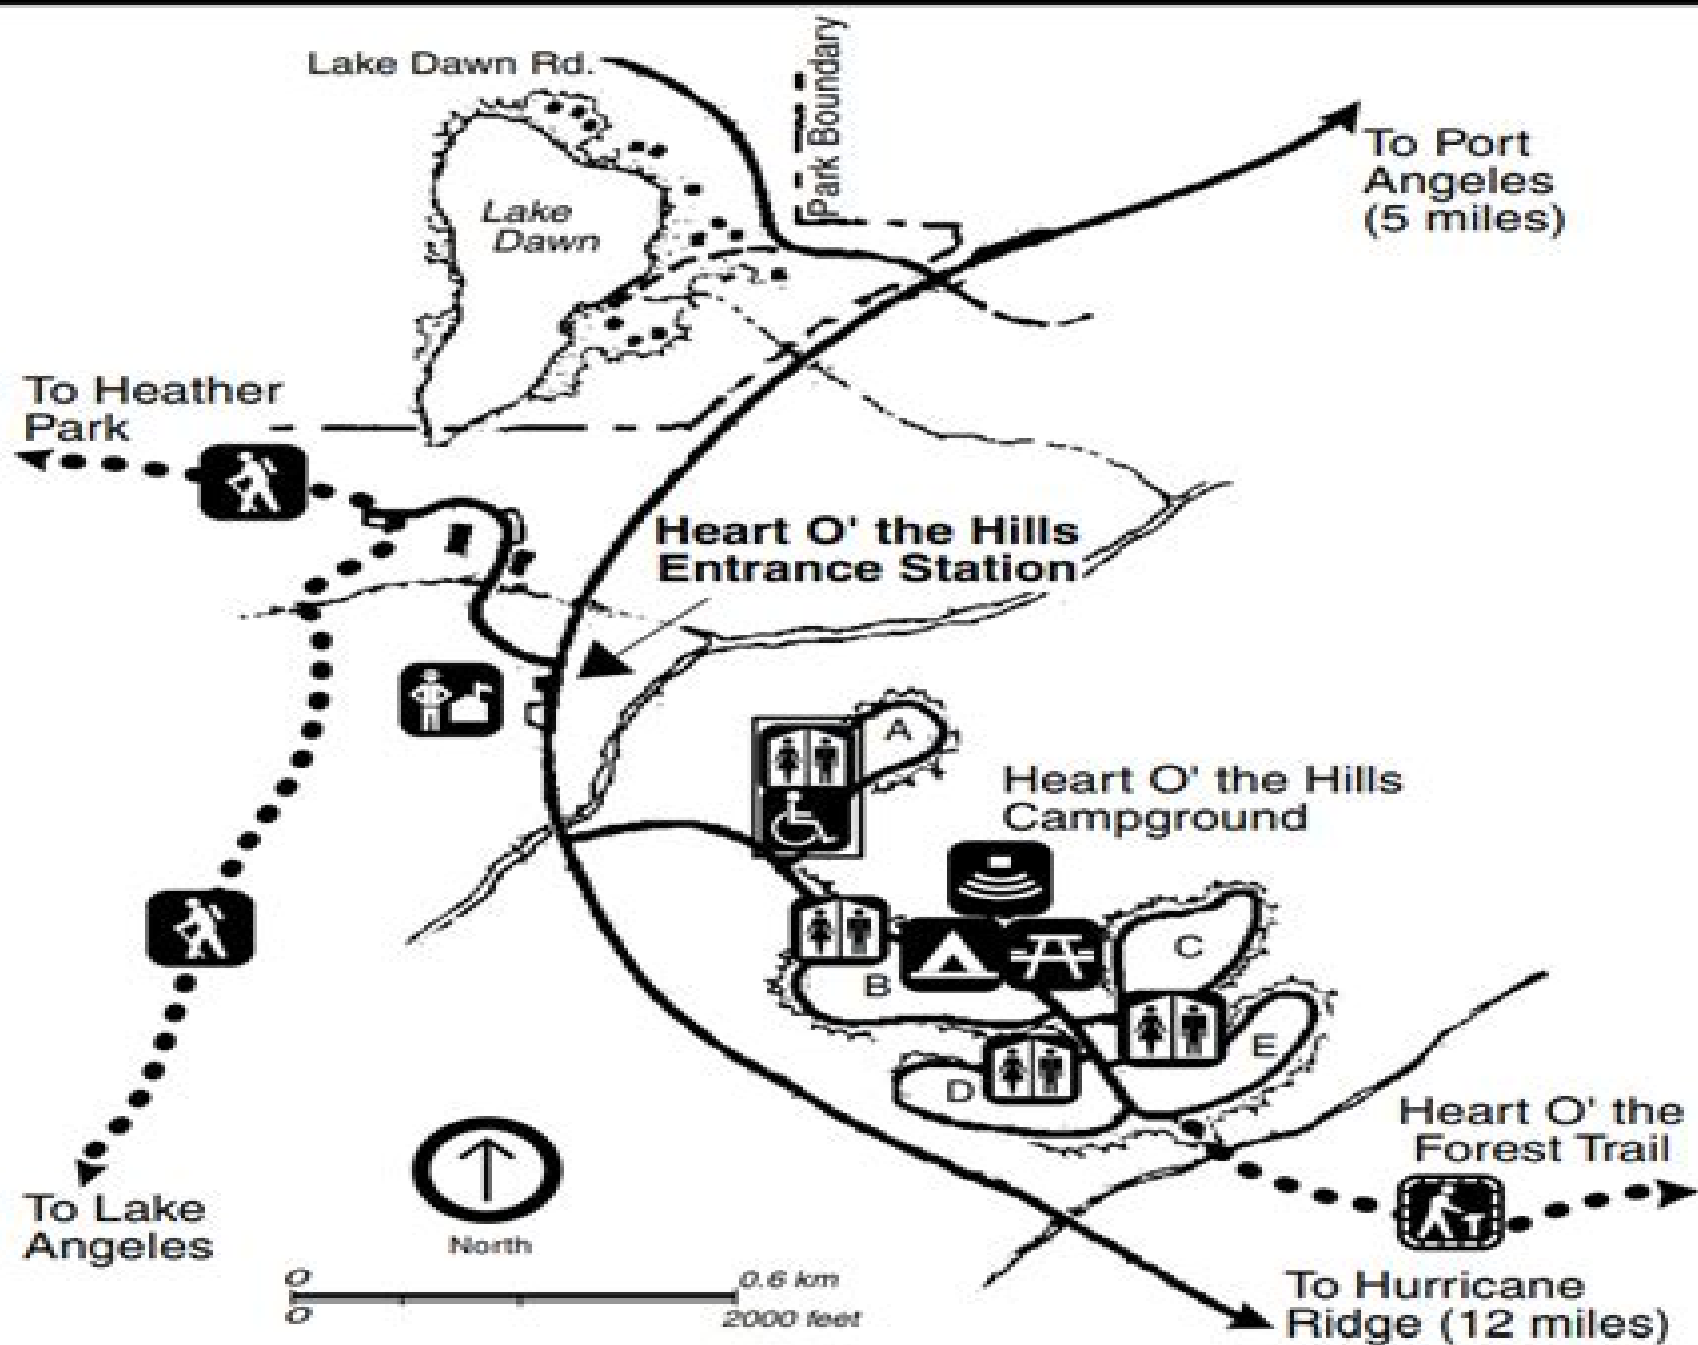 Lake Dawn Rd.
Park Boundary
To Port
Angeles
(5 miles)
Lake
Dawn
To Heather
Park
Heart O' the Hills
Entrance Station
A
Heart O' the Hills
Campground
C
B
E
D
Heart O' the
Forest Trail
To Lake
Angeles
North
0
0.6 km
0
2000 feet
To Hurricane
Ridge (12 miles)